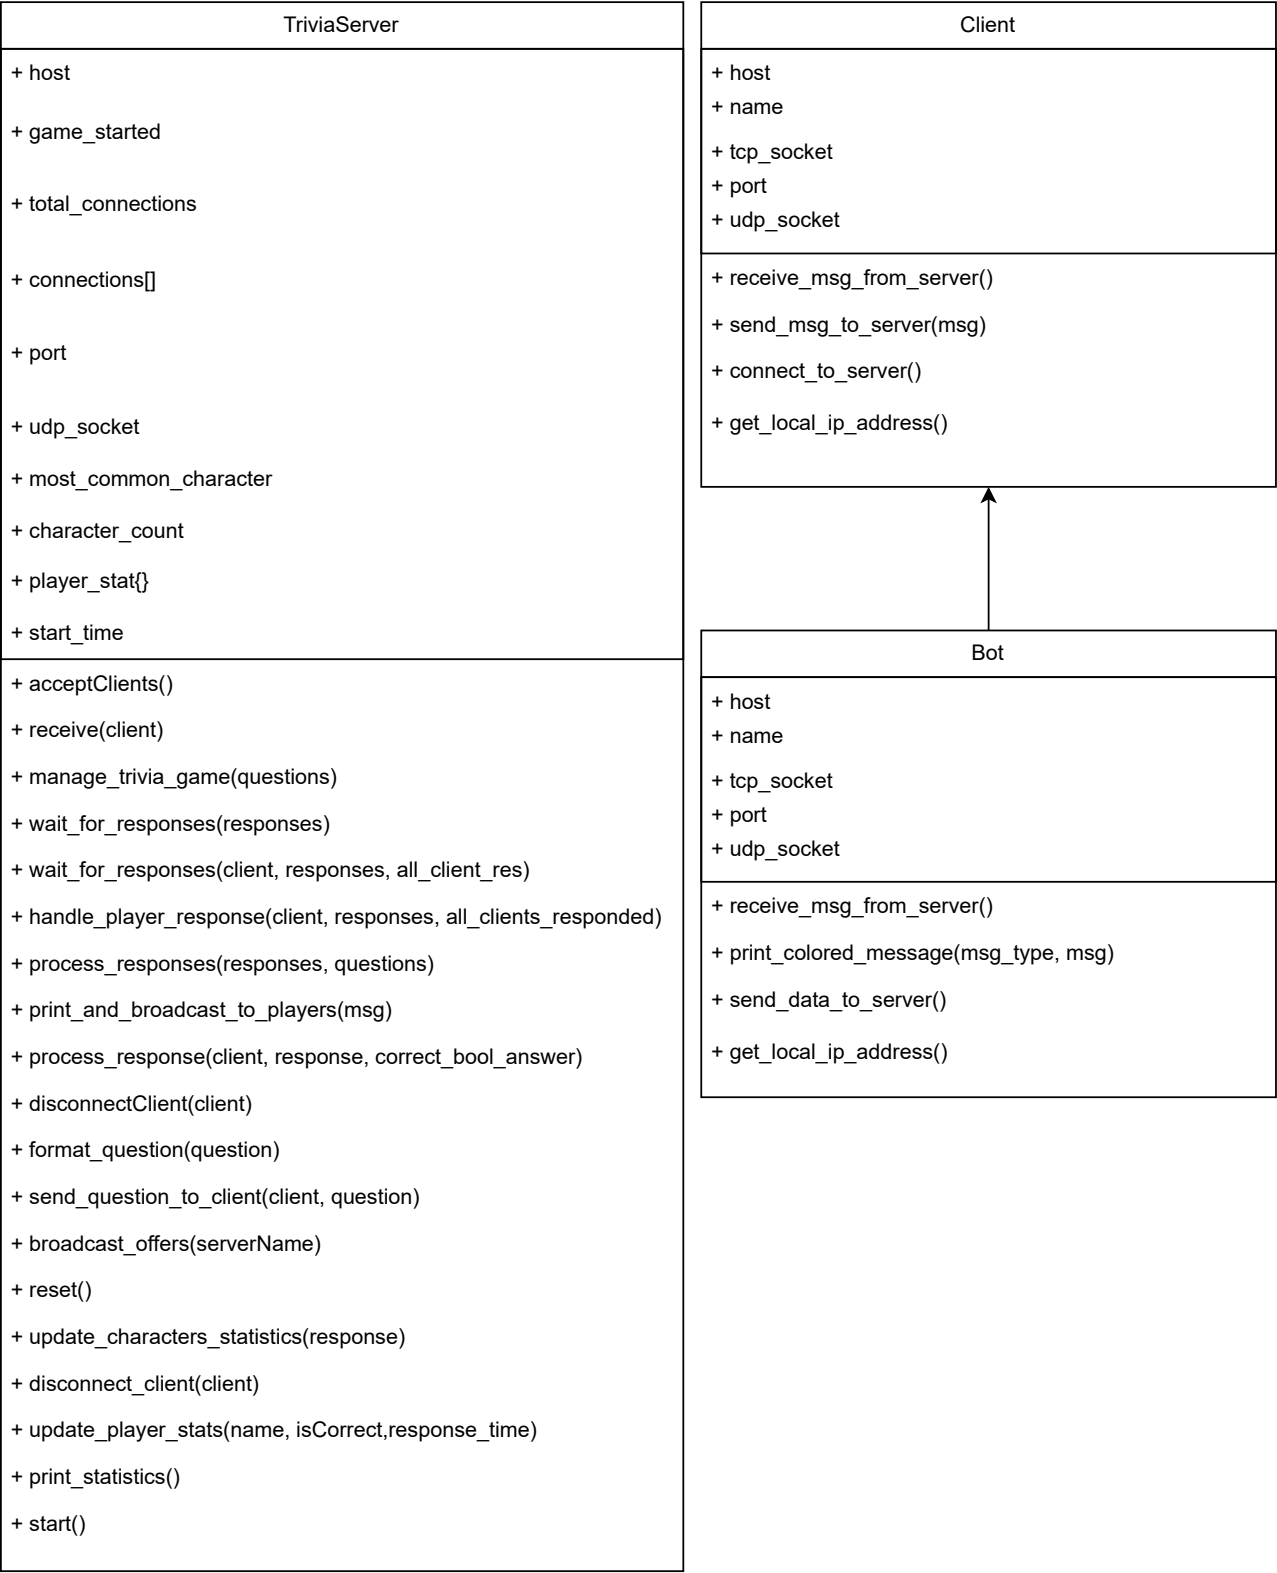 TriviaServer
+ host
+ game_started
+ total_connections
+ connections[]
+ port
+ udp_socket
+ most_common_character
+ character_count
+ player_stat{}
+ start_time
+ acceptClients()
+ receive(client)
+ manage_trivia_game(questions)
+ wait_for_responses(responses)
+ wait_for_responses(client, responses, all_client_res)
+ handle_player_response(client, responses, all_clients_responded)
+ process_responses(responses, questions)
+ print_and_broadcast_to_players(msg)
+ process_response(client, response, correct_bool_answer)
+ disconnectClient(client)
+ format_question(question)
+ send_question_to_client(client, question)
+ broadcast_offers(serverName)
+ reset()
+ update_characters_statistics(response)
+ disconnect_client(client)
+ update_player_stats(name, isCorrect,response_time)
+ print_statistics()
+ start()
Client
+ host
+ name
+ tcp_socket
+ port
+ udp_socket
+ receive_msg_from_server()
+ send_msg_to_server(msg)
+ connect_to_server()
+ get_local_ip_address()
Bot
+ host
+ name
+ tcp_socket
+ port
+ udp_socket
+ receive_msg_from_server()
+ print_colored_message(msg_type, msg)
+ send_data_to_server()
+ get_local_ip_address()